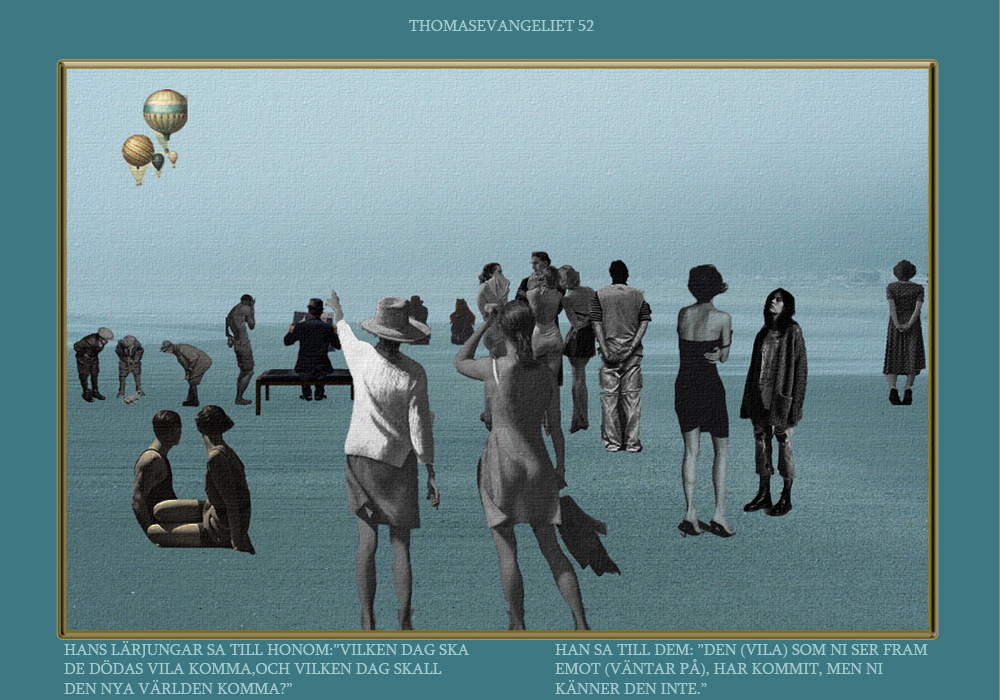 THOMASEVANGELIET 52
HANS LÄRJUNGAR SA TILL HONOM:”VILKEN DAG SKA
DE DÖDAS VILA KOMMA,OCH VILKEN DAG SKALL
DEN NYA VÄRLDEN KOMMA?”
HAN SA TILL DEM: ”DEN (VILA) SOM NI SER FRAM
EMOT (VÄNTAR PÅ), HAR KOMMIT, MEN NI
KÄNNER DEN INTE.”